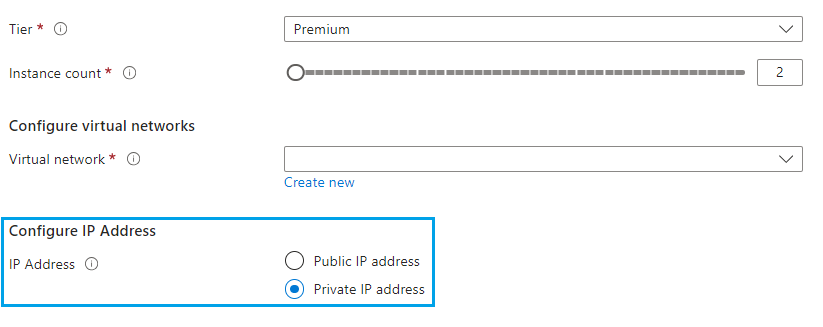 Tier *
Premium
Instance count *
2
Configure virtual networks
Virtual network *
Create new
Configure IP Address
IP Address
Public IP address
Private IP address